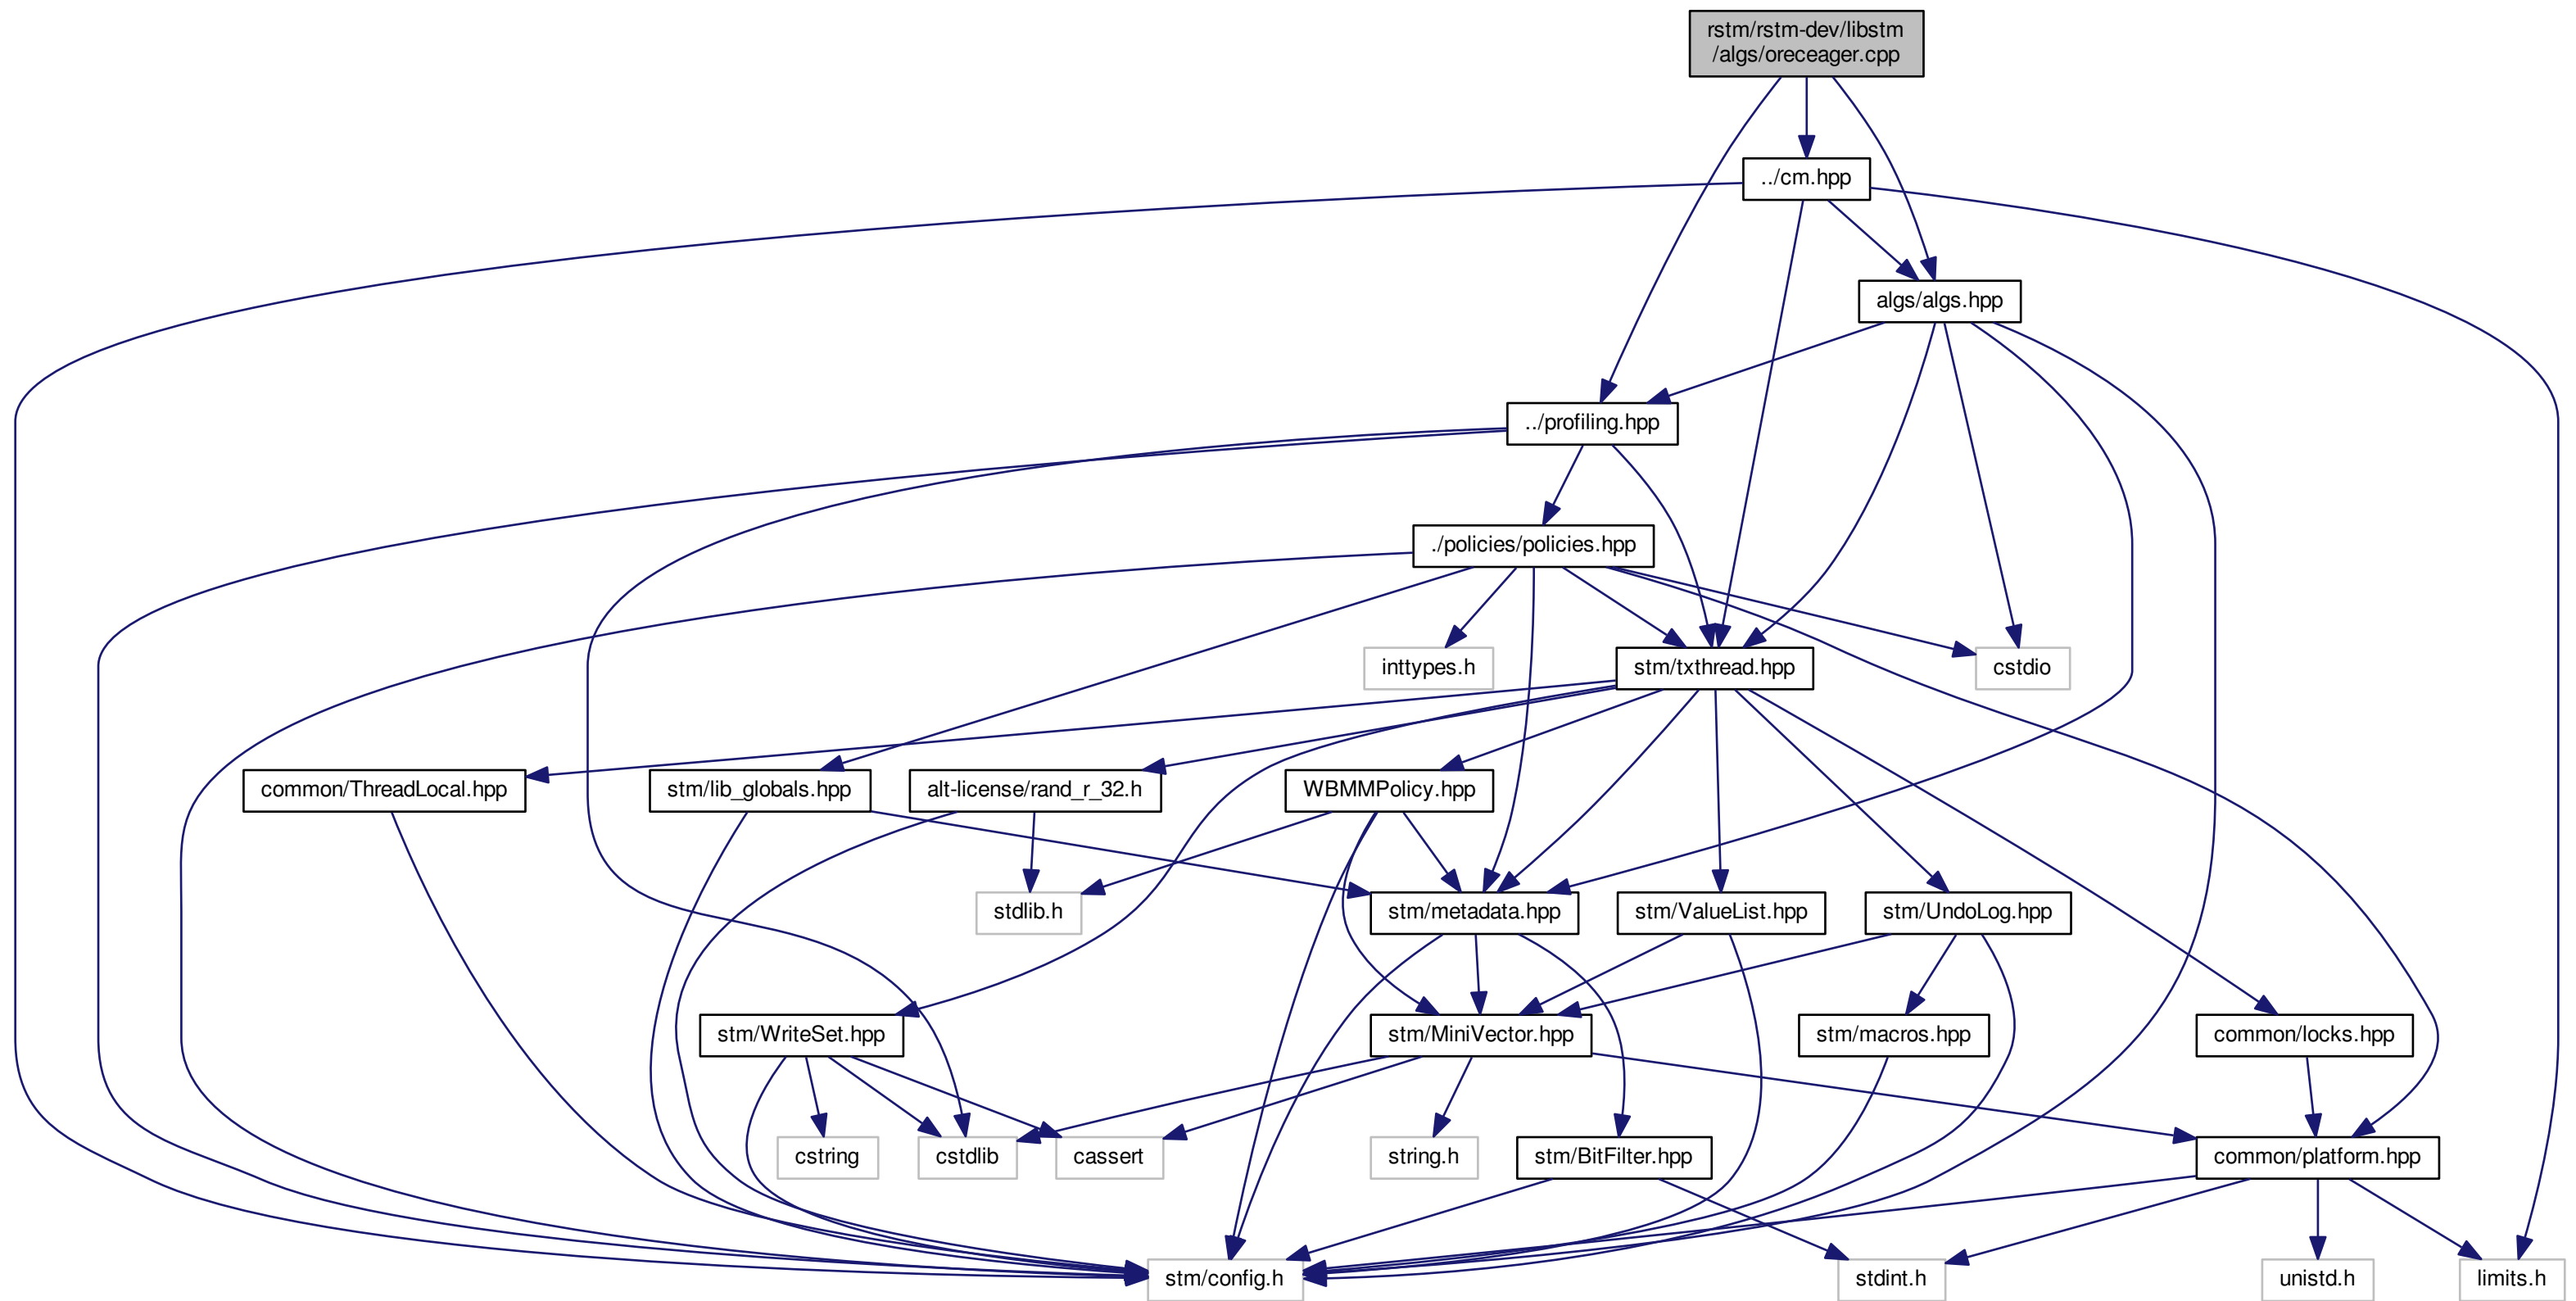 rstm/rstm-dev/libstm
/algs/oreceager.cpp
../cm.hpp
algs/algs.hpp
../profiling.hpp
./policies/policies.hpp
inttypes.h
stm/txthread.hpp
cstdio
common/ThreadLocal.hpp
stm/lib_globals.hpp
alt-license/rand_r_32.h
WBMMPolicy.hpp
stdlib.h
stm/metadata.hpp
stm/ValueList.hpp
stm/UndoLog.hpp
stm/WriteSet.hpp
stm/MiniVector.hpp
stm/macros.hpp
common/locks.hpp
cstring
cstdlib
cassert
string.h
stm/BitFilter.hpp
common/platform.hpp
stm/config.h
stdint.h
unistd.h
limits.h